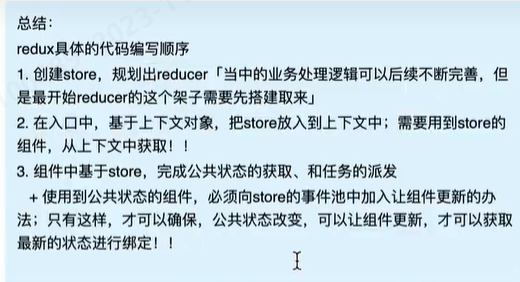 总结：
redux具体的代码编写顺序
1. 创建store，规划出reducer「当中的业务处理逻辑可以后续不断完善，但
是最开始reducer的这个架子需要先搭建取来」
2. 在入口中，基于上下文对象，把store放入到上下文中；需要用到store的
组件，从上下文中获取！！
3. 组件中基于store，完成公共状态的获取、和任务的派发
+ 使用到公共状态的组件，必须向store的事件池中加入让组件更新的办
法；只有这样，才可以确保，公共状态改变，可以让组件更新，才可以获取
最新的状态进行绑定！！